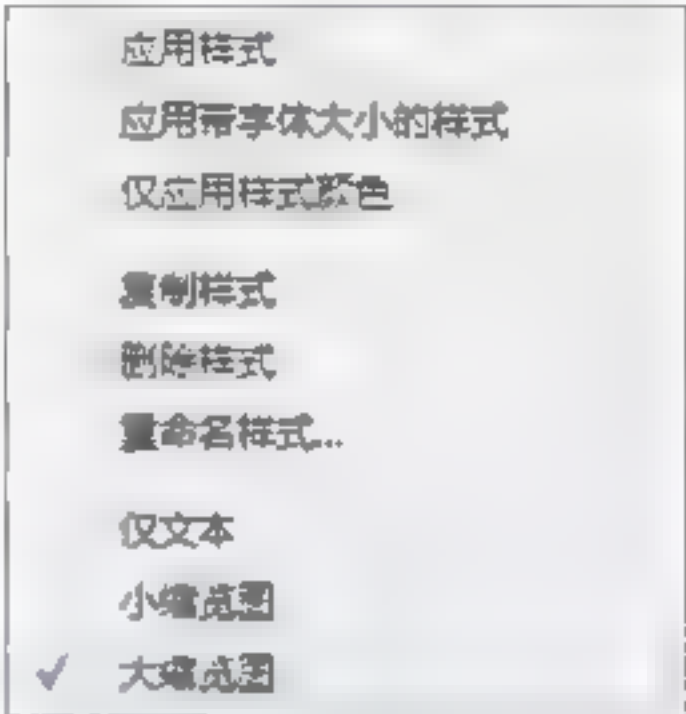 应用样式
应用带字体大小的样式
仅应用样式颜色
复制样式
删除样式
重命名样式...
仅文本
小缩览图
大缩览图